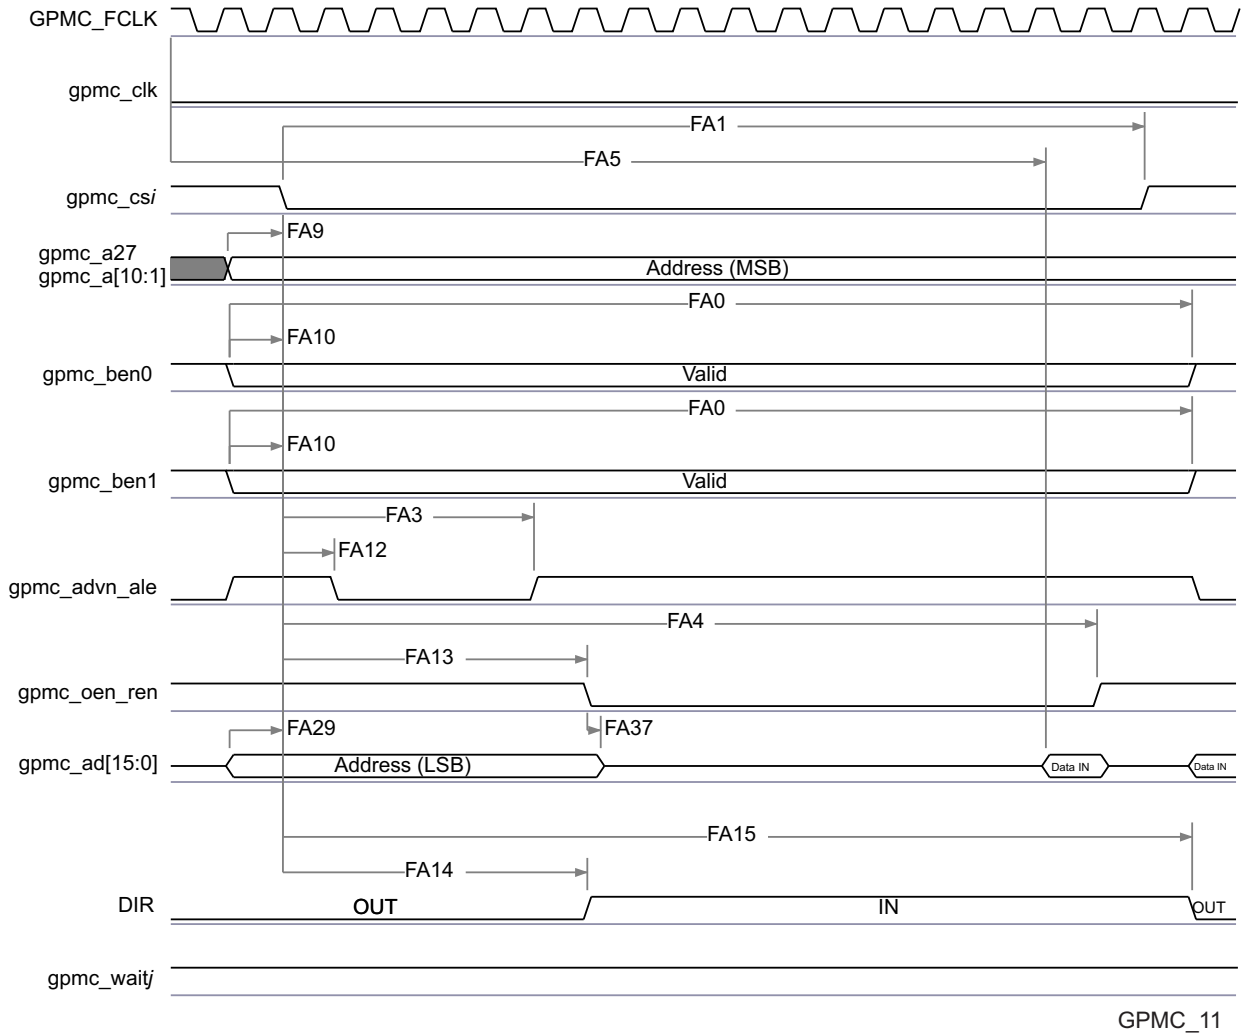 GPMC_FCLK
gpmc_clk
FA1
FA5
gpmc_csi
FA9
gpmc_a27
gpmc_a[10:1]
Address (MSB)
FA0
FA10
gpmc_ben0
Valid
FA0
FA10
gpmc_ben1
Valid
FA3
FA12
gpmc_advn_ale
FA4
FA13
gpmc_oen_ren
FA29
FA37
gpmc_ad[15:0]
Address (LSB)
Data IN
Data IN
FA15
FA14
DIR
OUT
IN
OUT
gpmc_waitj
GPMC_11